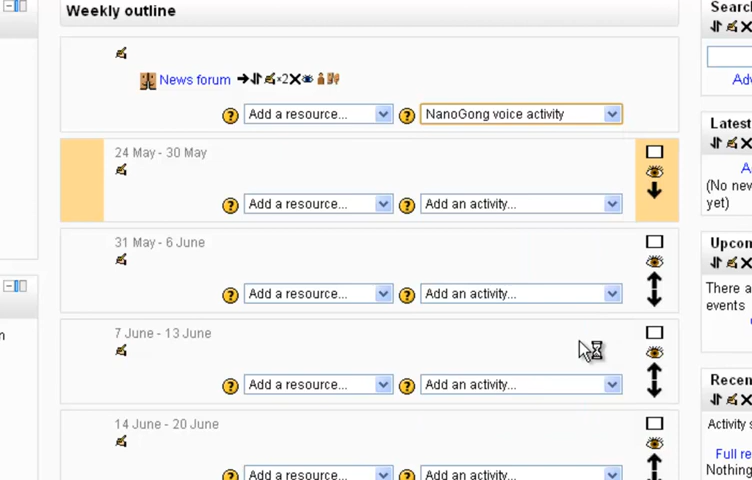 Weekly outline
News forum ×2
Add a resource... NanoGong voice activity
24 May - 30 May
Add a resource... Add an activity...
31 May - 6 June
Add a resource... Add an activity...
7 June - 13 June
Add a resource... Add an activity...
14 June - 20 June
Add a resource... Add an activity...
Search
Latest
(No new
yet)
Upcom
There a
events
Recen
Activity s
Full re
Nothing